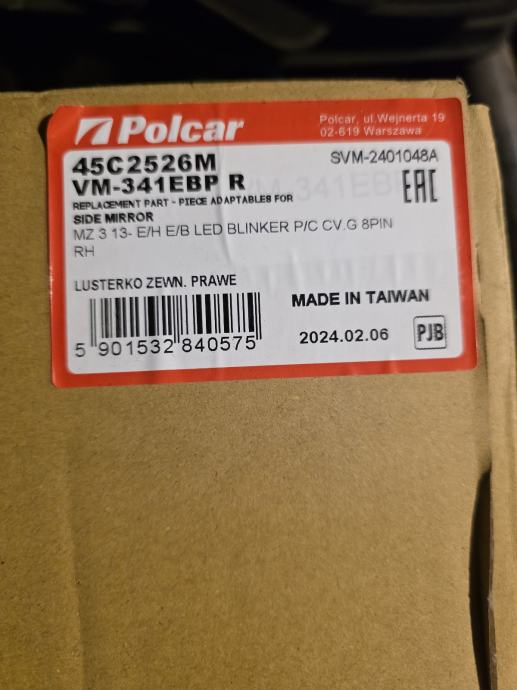 Polcar
Polcar, ul.Wejnerta 19
02-619 Warszawa
45C2526M
SVM-2401048A
VM-341EBP R
EAC
REPLACEMENT PART - PIECE ADAPTABLES FOR
SIDE MIRROR
MZ 3 13- E/H E/B LED BLINKER P/C CV.G 8PIN
RH
LUSTERKO ZEWN. PRAWE
MADE IN TAIWAN
5 901532 840575
2024.02.06
PJB